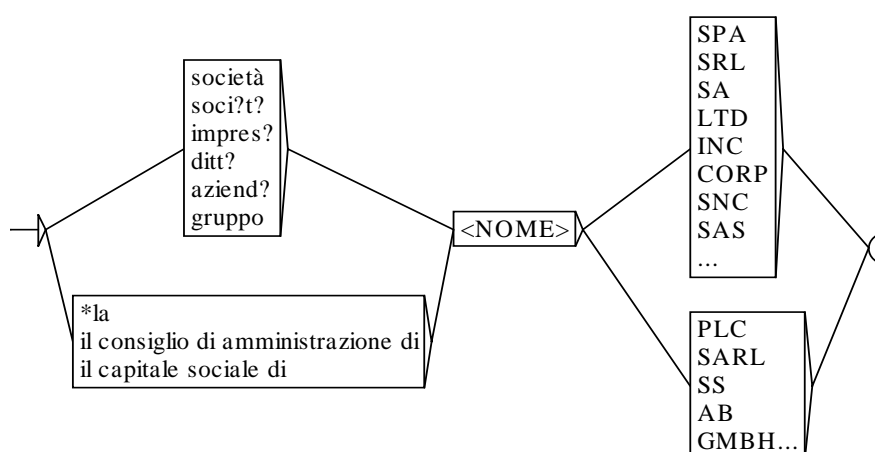 società
soci?t?
impres?
ditt?
aziend?
gruppo
*la
il consiglio di amministrazione di
il capitale sociale di
<NOME>
SPA
SRL
SA
LTD
INC
CORP
SNC
SAS
...
PLC
SARL
SS
AB
GMBH...